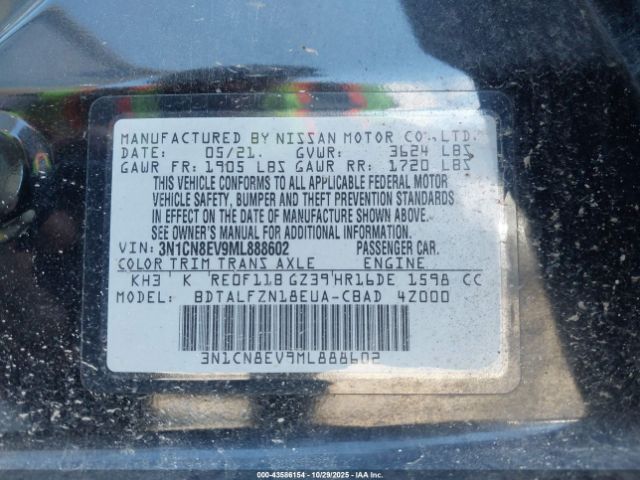 MANUFACTURED BY NISSAN MOTOR CO., LTD.
DATE: 05/21. GVWR: 3624 LBS
GAWR FR: 1905 LBS GAWR RR: 1720 LBS
THIS VEHICLE CONFORMS TO ALL APPLICABLE FEDERAL MOTOR
VEHICLE SAFETY, BUMPER AND THEFT PREVENTION STANDARDS
IN EFFECT ON THE DATE OF MANUFACTURE SHOWN ABOVE.
SEE OWNER'S MANUAL FOR ADDITIONAL INFORMATION.
VIN: 3N1CN8EV9ML888602 PASSENGER CAR.
COLOR TRIM TRANS AXLE ENGINE
KH3 K RE0F11B GZ39 HR16DE 1598 CC
MODEL: BDTALFZN18EUA-CBAD 4Z000
3N1CN8EV9ML888602
Copart 00-43586154 / 10/29/2025 / IAA Inc.